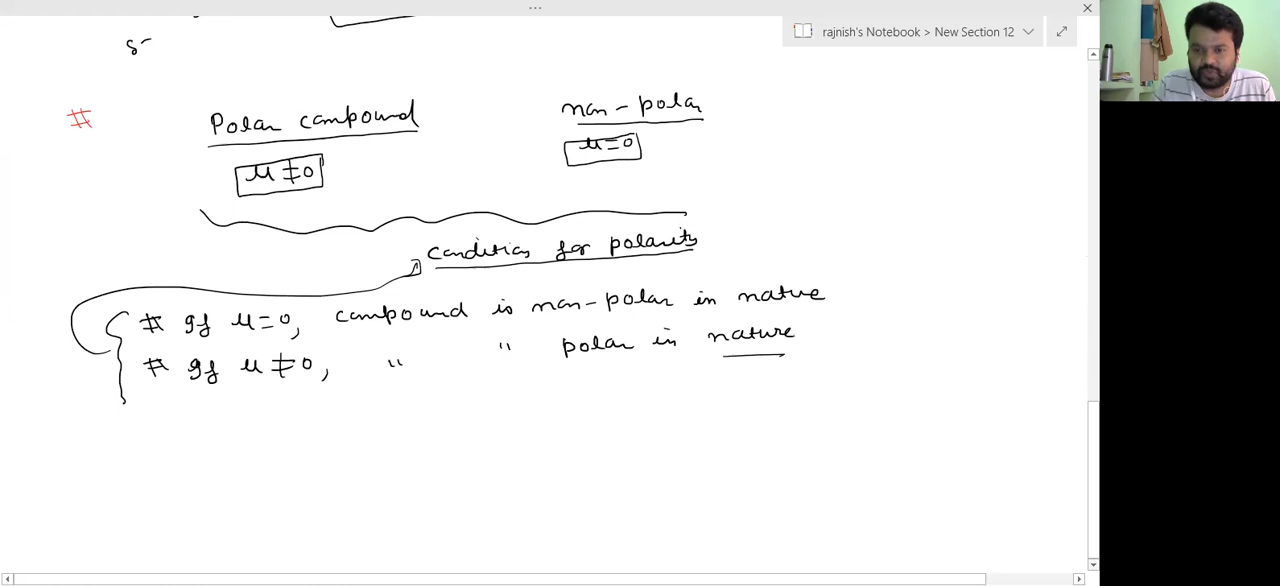 rajnish's Notebook > New Section 12
# Polar compound non-polar
μ ≠ 0 μ = 0
Condition for polarity
# If μ = 0, compound is non-polar in nature
# If μ ≠ 0, " " polar in nature